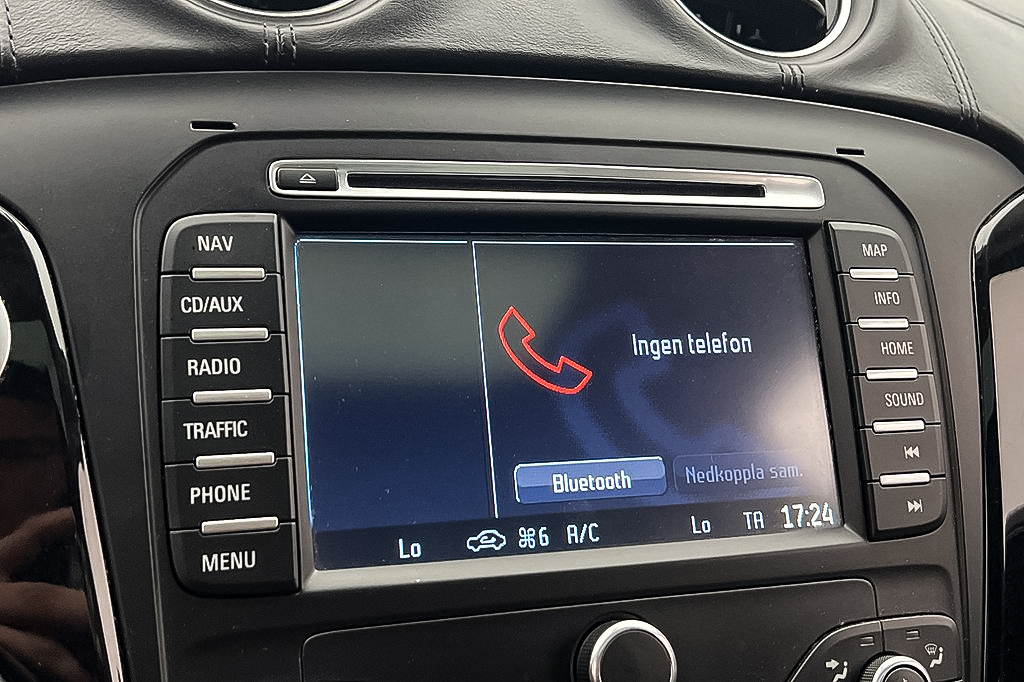 NAV
CD/AUX
RADIO
TRAFFIC
PHONE
MENU
Ingen telefon
Bluetooth
Nedkoppla sam.
Lo
6 A/C
Lo
TA
17:24
MAP
INFO
HOME
SOUND